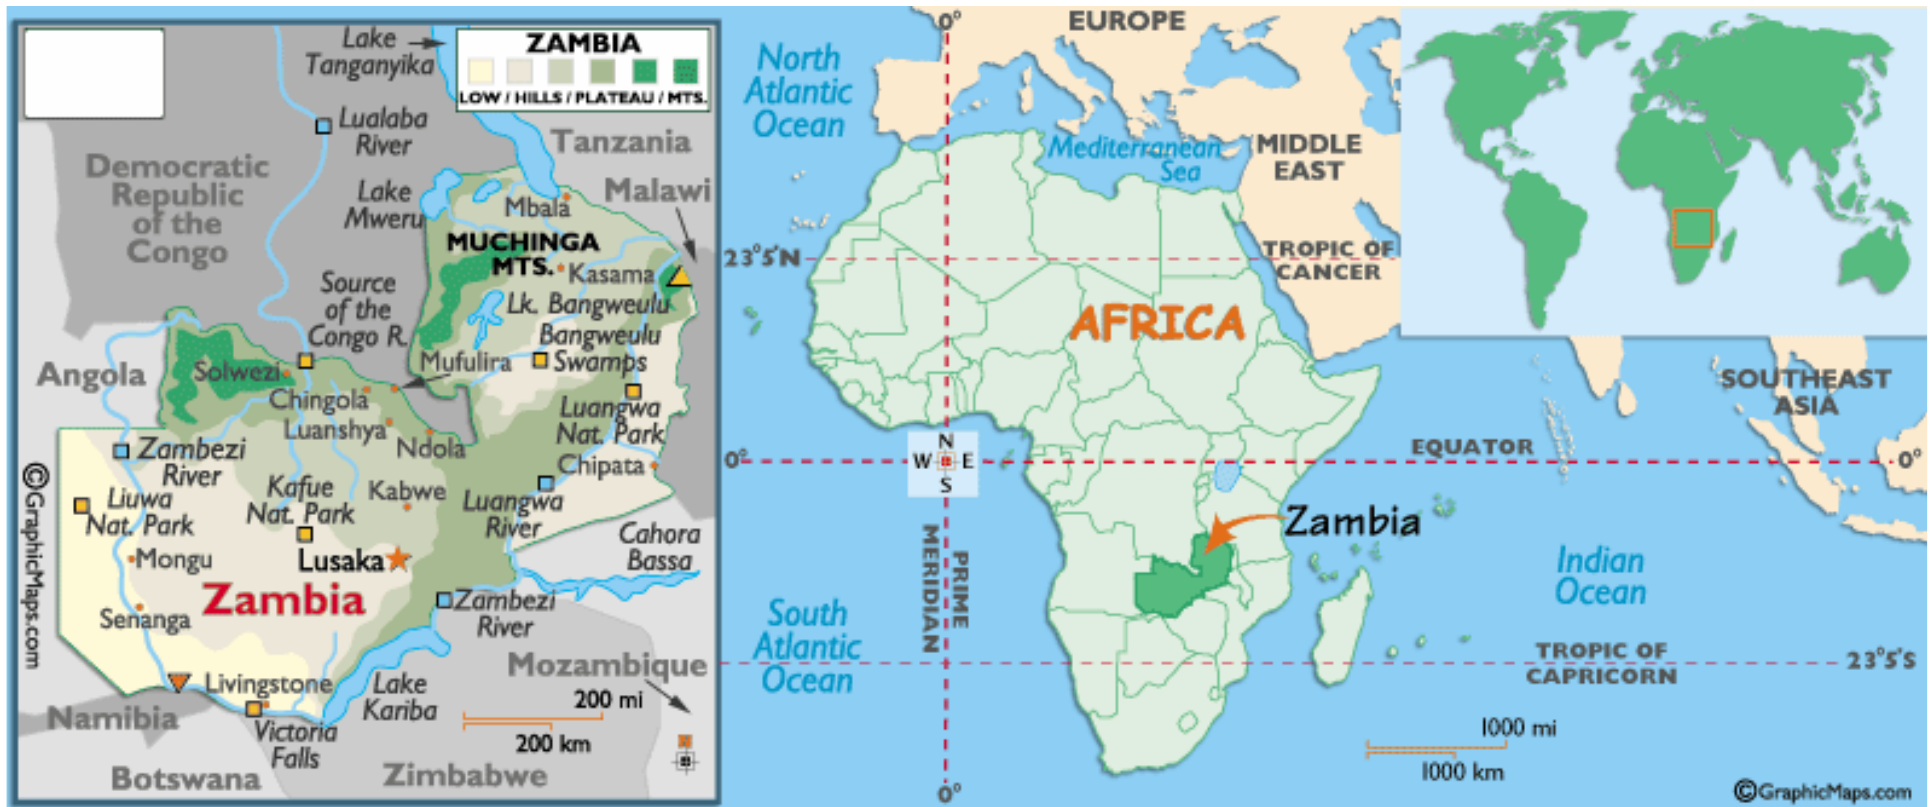 ZAMBIA
LOW / HILLS / PLATEAU / MTS.
Lake
Tanganyika
Lualaba
River
Tanzania
Democratic
Republic
of the
Congo
Lake
Mweru
Malawi
Mbala
MUCHINGA
MTS.
Kasama
Source
of the
Congo R.
Lk. Bangweulu
Bangweulu
Swamps
Mufulira
Angola
Solwezi
Chingola
Luanshya
Ndola
Luangwa
Nat. Park
Zambezi
River
Chipata
Liuwa
Nat. Park
Kafue
Nat. Park
Kabwe
Luangwa
River
Cahora
Bassa
Mongu
Lusaka
Zambia
Senanga
Zambezi
River
Mozambique
Livingstone
Lake
Kariba
200 mi
200 km
Namibia
Victoria
Falls
Botswana
Zimbabwe
©GraphicMaps.com
0°
EUROPE
North
Atlantic
Ocean
Mediterranean
Sea
MIDDLE
EAST
23°5'N
TROPIC OF
CANCER
AFRICA
SOUTHEAST
ASIA
EQUATOR
0°
0°
N
W E
S
PRIME
MERIDIAN
Zambia
Indian
Ocean
South
Atlantic
Ocean
TROPIC OF
CAPRICORN
23°5'S
1000 mi
1000 km
0°
©GraphicMaps.com